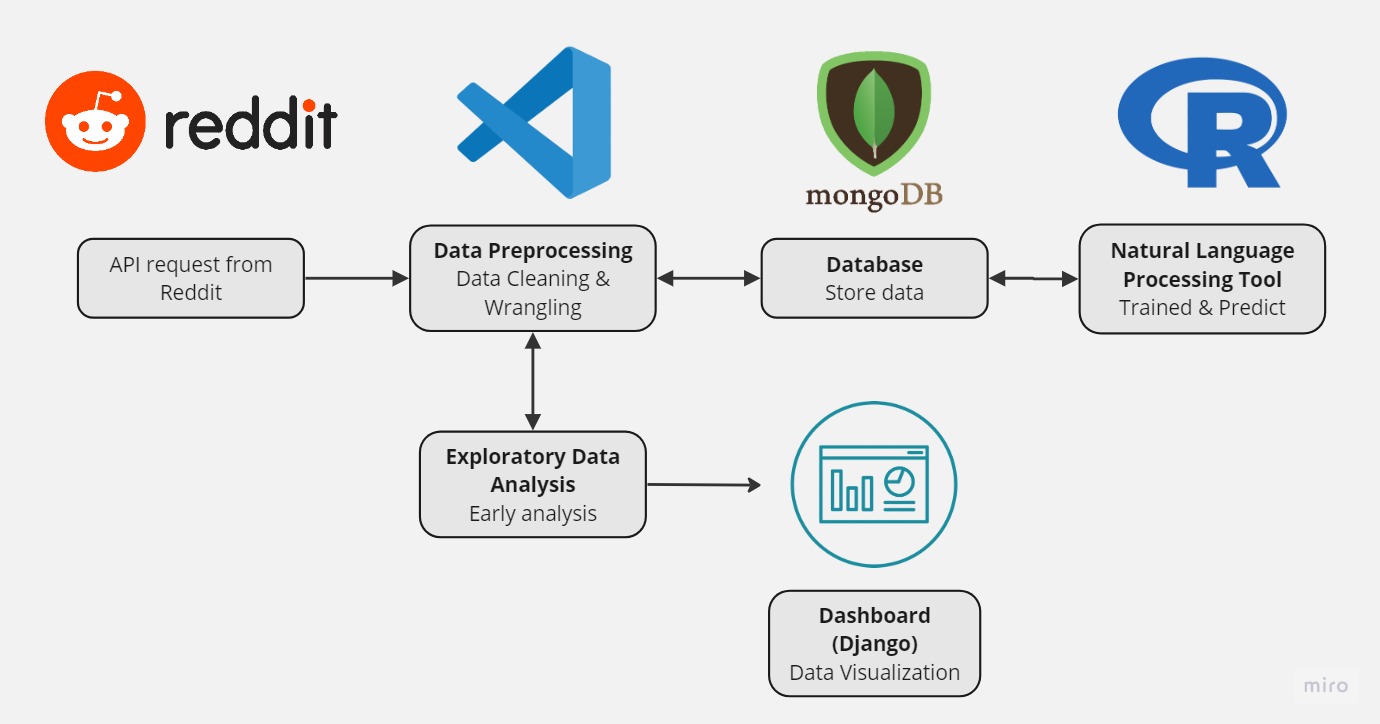 reddit
mongoDB
R
API request from
Reddit
Data Preprocessing
Data Cleaning &
Wrangling
Database
Store data
Natural Language
Processing Tool
Trained & Predict
Exploratory Data
Analysis
Early analysis
Dashboard
(Django)
Data Visualization
miro